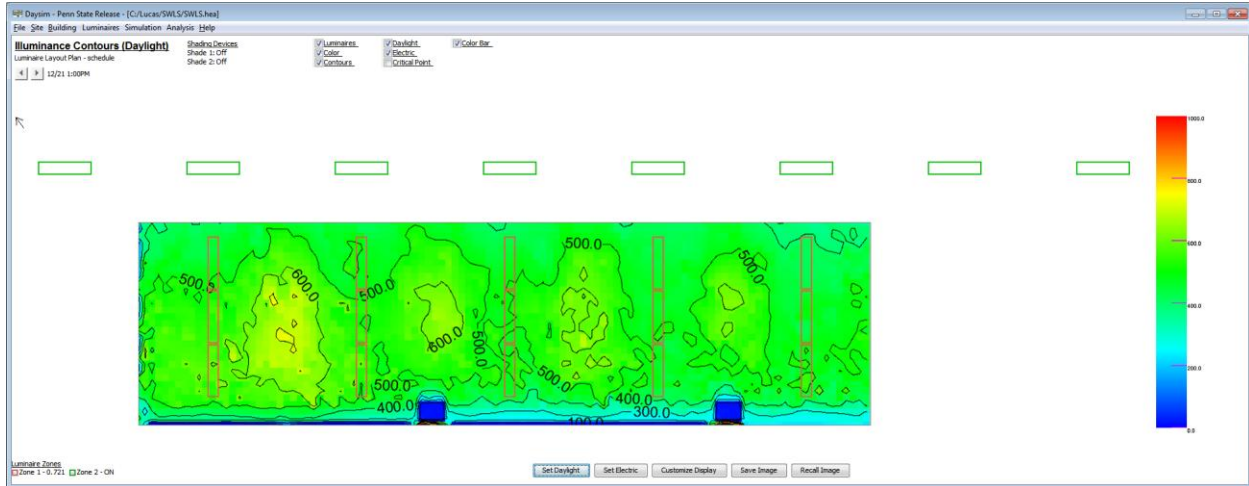 Daysim - Penn State Release - [C:/Lucas/SWLS/SWLS.hea]
File Site Building Luminaires Simulation Analysis Help
Illuminance Contours (Daylight)
Luminaire Layout Plan - schedule
12/21 1:00PM
Shading Devices
Shade 1: Off
Shade 2: Off
Luminaires
Color
Contours
Daylight
Electric
Critical Point
Color Bar
1000.0
800.0
600.0
400.0
200.0
0.0
500.0
500.0
600.0
500.0
500.0
500.0
600.0
500.0
500.0
500.0
400.0
400.0
300.0
100.0
Luminaire Zones
Zone 1 - 0.721 Zone 2 - ON
Set Daylight Set Electric Customize Display Save Image Recall Image